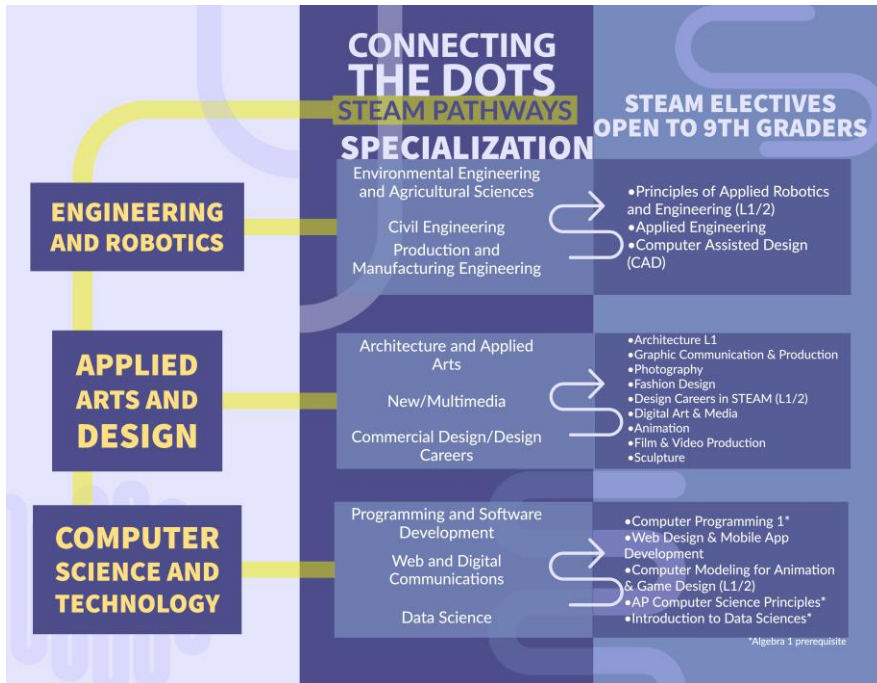 CONNECTING
THE DOTS
STEAM PATHWAYS
SPECIALIZATION
STEAM ELECTIVES
OPEN TO 9TH GRADERS
ENGINEERING
AND ROBOTICS
Environmental Engineering
and Agricultural Sciences
Civil Engineering
Production and
Manufacturing Engineering
•Principles of Applied Robotics
and Engineering (L1/2)
•Applied Engineering
•Computer Assisted Design
(CAD)
APPLIED
ARTS AND
DESIGN
Architecture and Applied
Arts
New/Multimedia
Commercial Design/Design
Careers
•Architecture L1
•Graphic Communication & Production
•Photography
•Fashion Design
•Design Careers in STEAM (L1/2)
•Digital Art & Media
•Animation
•Film & Video Production
•Sculpture
COMPUTER
SCIENCE AND
TECHNOLOGY
Programming and Software
Development
Web and Digital
Communications
Data Science
•Computer Programming 1*
•Web Design & Mobile App
Development
•Computer Modeling for Animation
& Game Design (L1/2)
•AP Computer Science Principles*
•Introduction to Data Sciences*
*Algebra 1 prerequisite